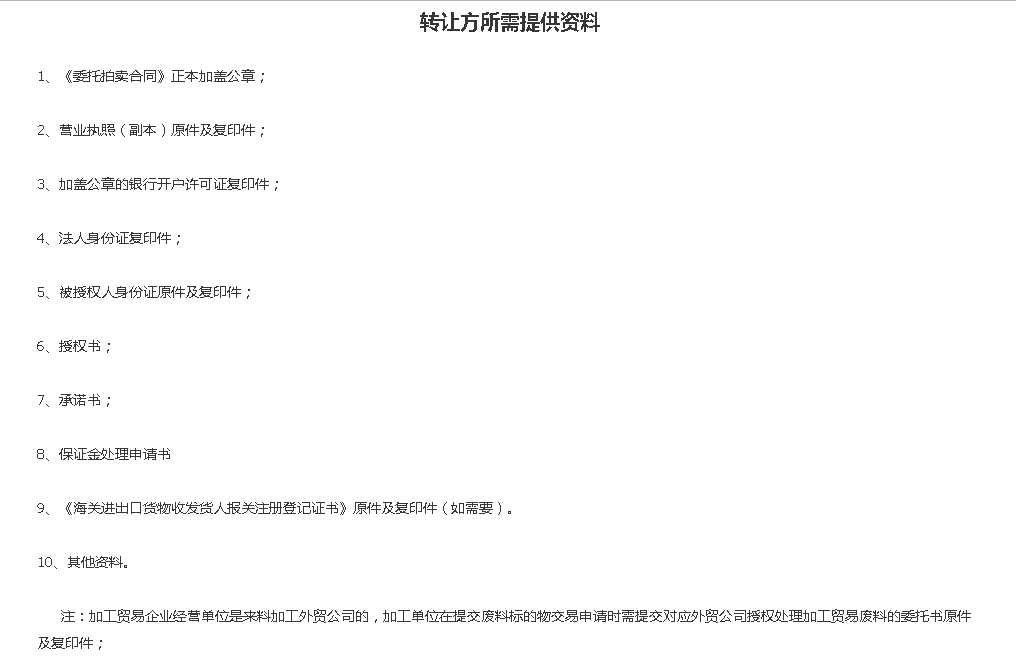 转让方所需提供资料
1、《委托拍卖合同》正本加盖公章；
2、营业执照（副本）原件及复印件；
3、加盖公章的银行开户许可证复印件；
4、法人身份证复印件；
5、被授权人身份证原件及复印件；
6、授权书；
7、承诺书；
8、保证金处理申请书
9、《海关进出口货物收发货人报关注册登记证书》原件及复印件（如需要）。
10、其他资料。
注：加工贸易企业经营单位是来料加工外贸公司的，加工单位在提交废料标的物交易申请时需提交对应外贸公司授权处理加工贸易废料的委托书原件
及复印件；